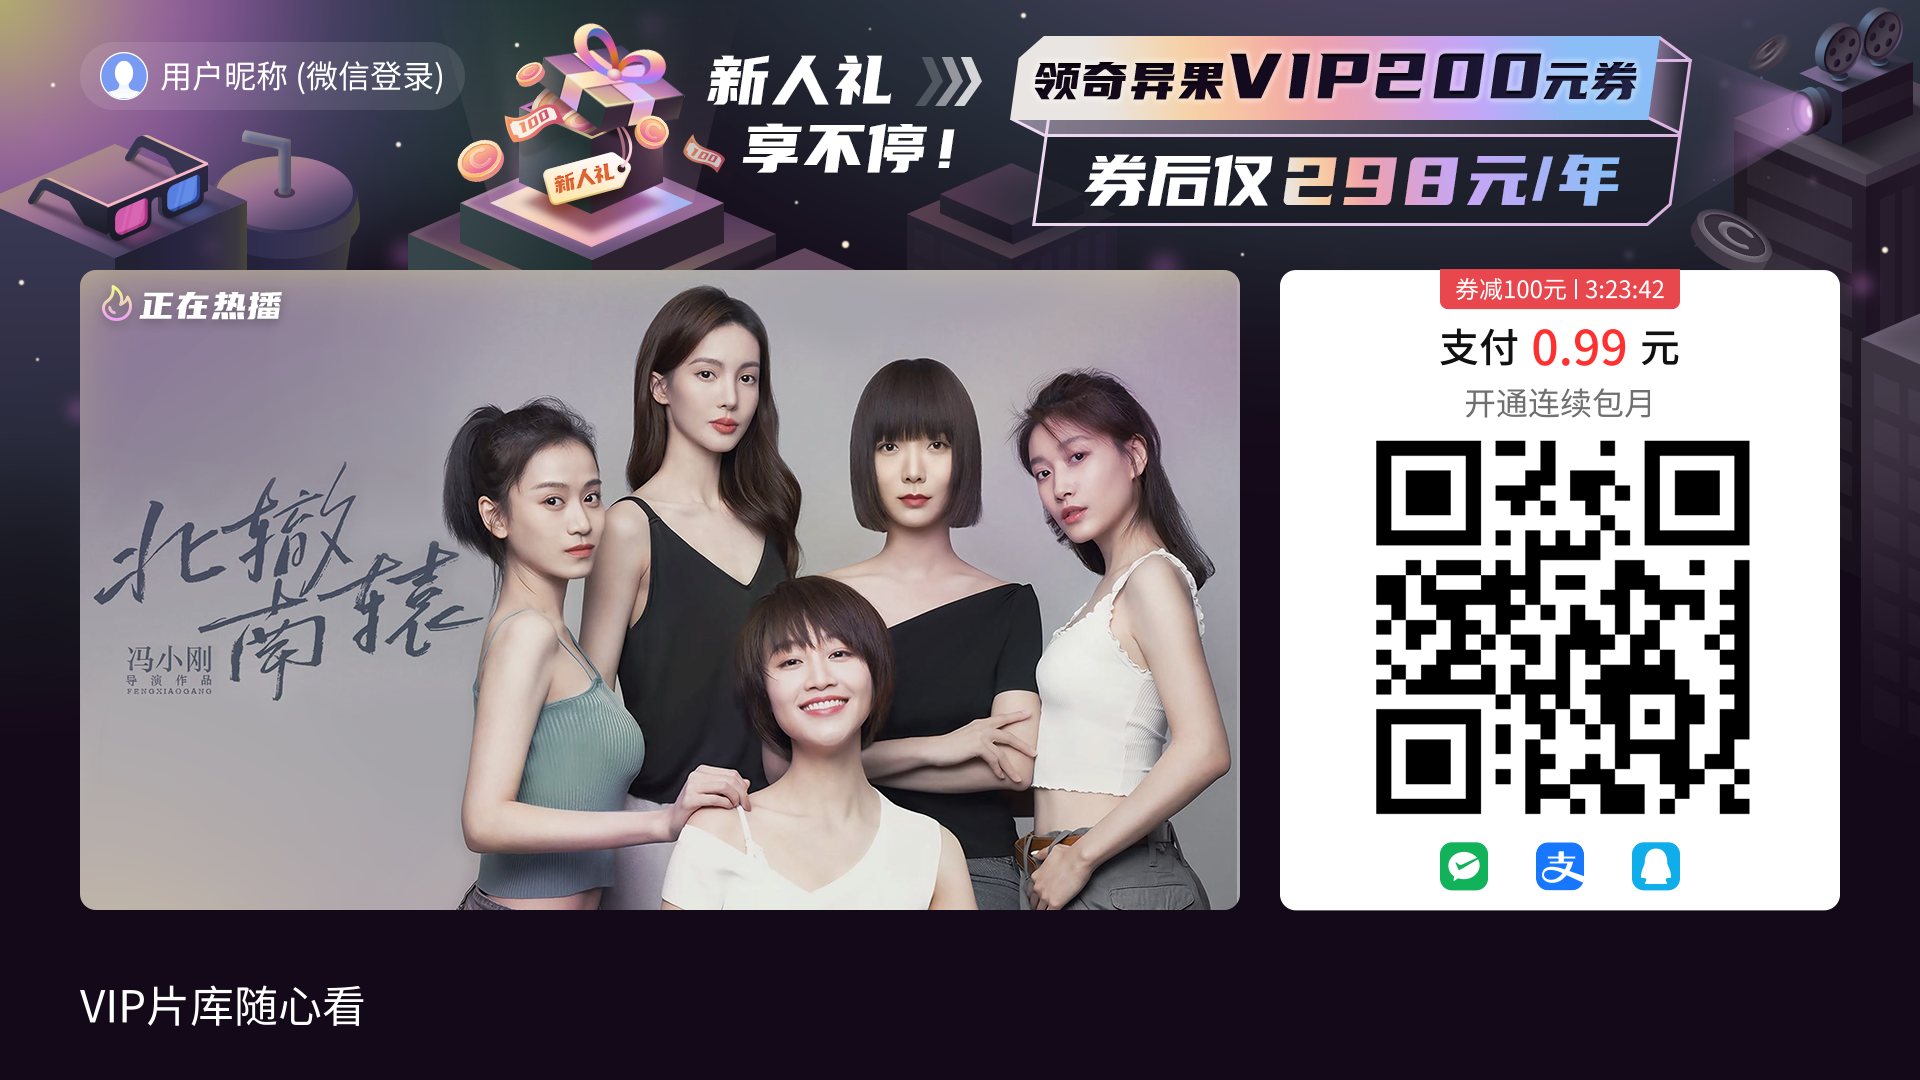 用户昵称 (微信登录)
100
100
新人礼
新人礼
享不停！
领奇异果VIP200元券
券后仅298元/年
正在热播
北辙
南辕
冯小刚
导演作品
FENGXIAOGANG
券减100元 | 3:23:42
支付 0.99 元
开通连续包月
支
VIP片库随心看